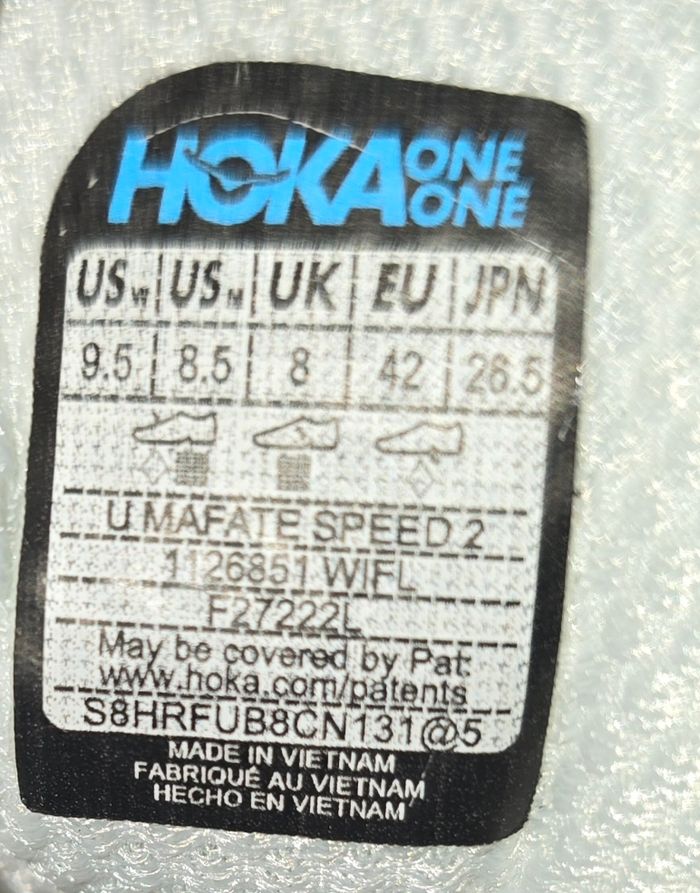 HOKA ONE ONE
USW USM UK EU JPN
9.5 8.5 8 42 26.5
U MAFATE SPEED 2
1126851 WIFL
F27222L
May be covered by Pat:
www.hoka.com/patents
S8HRFUB8CN131@5
MADE IN VIETNAM
FABRIQUÉ AU VIETNAM
HECHO EN VIETNAM